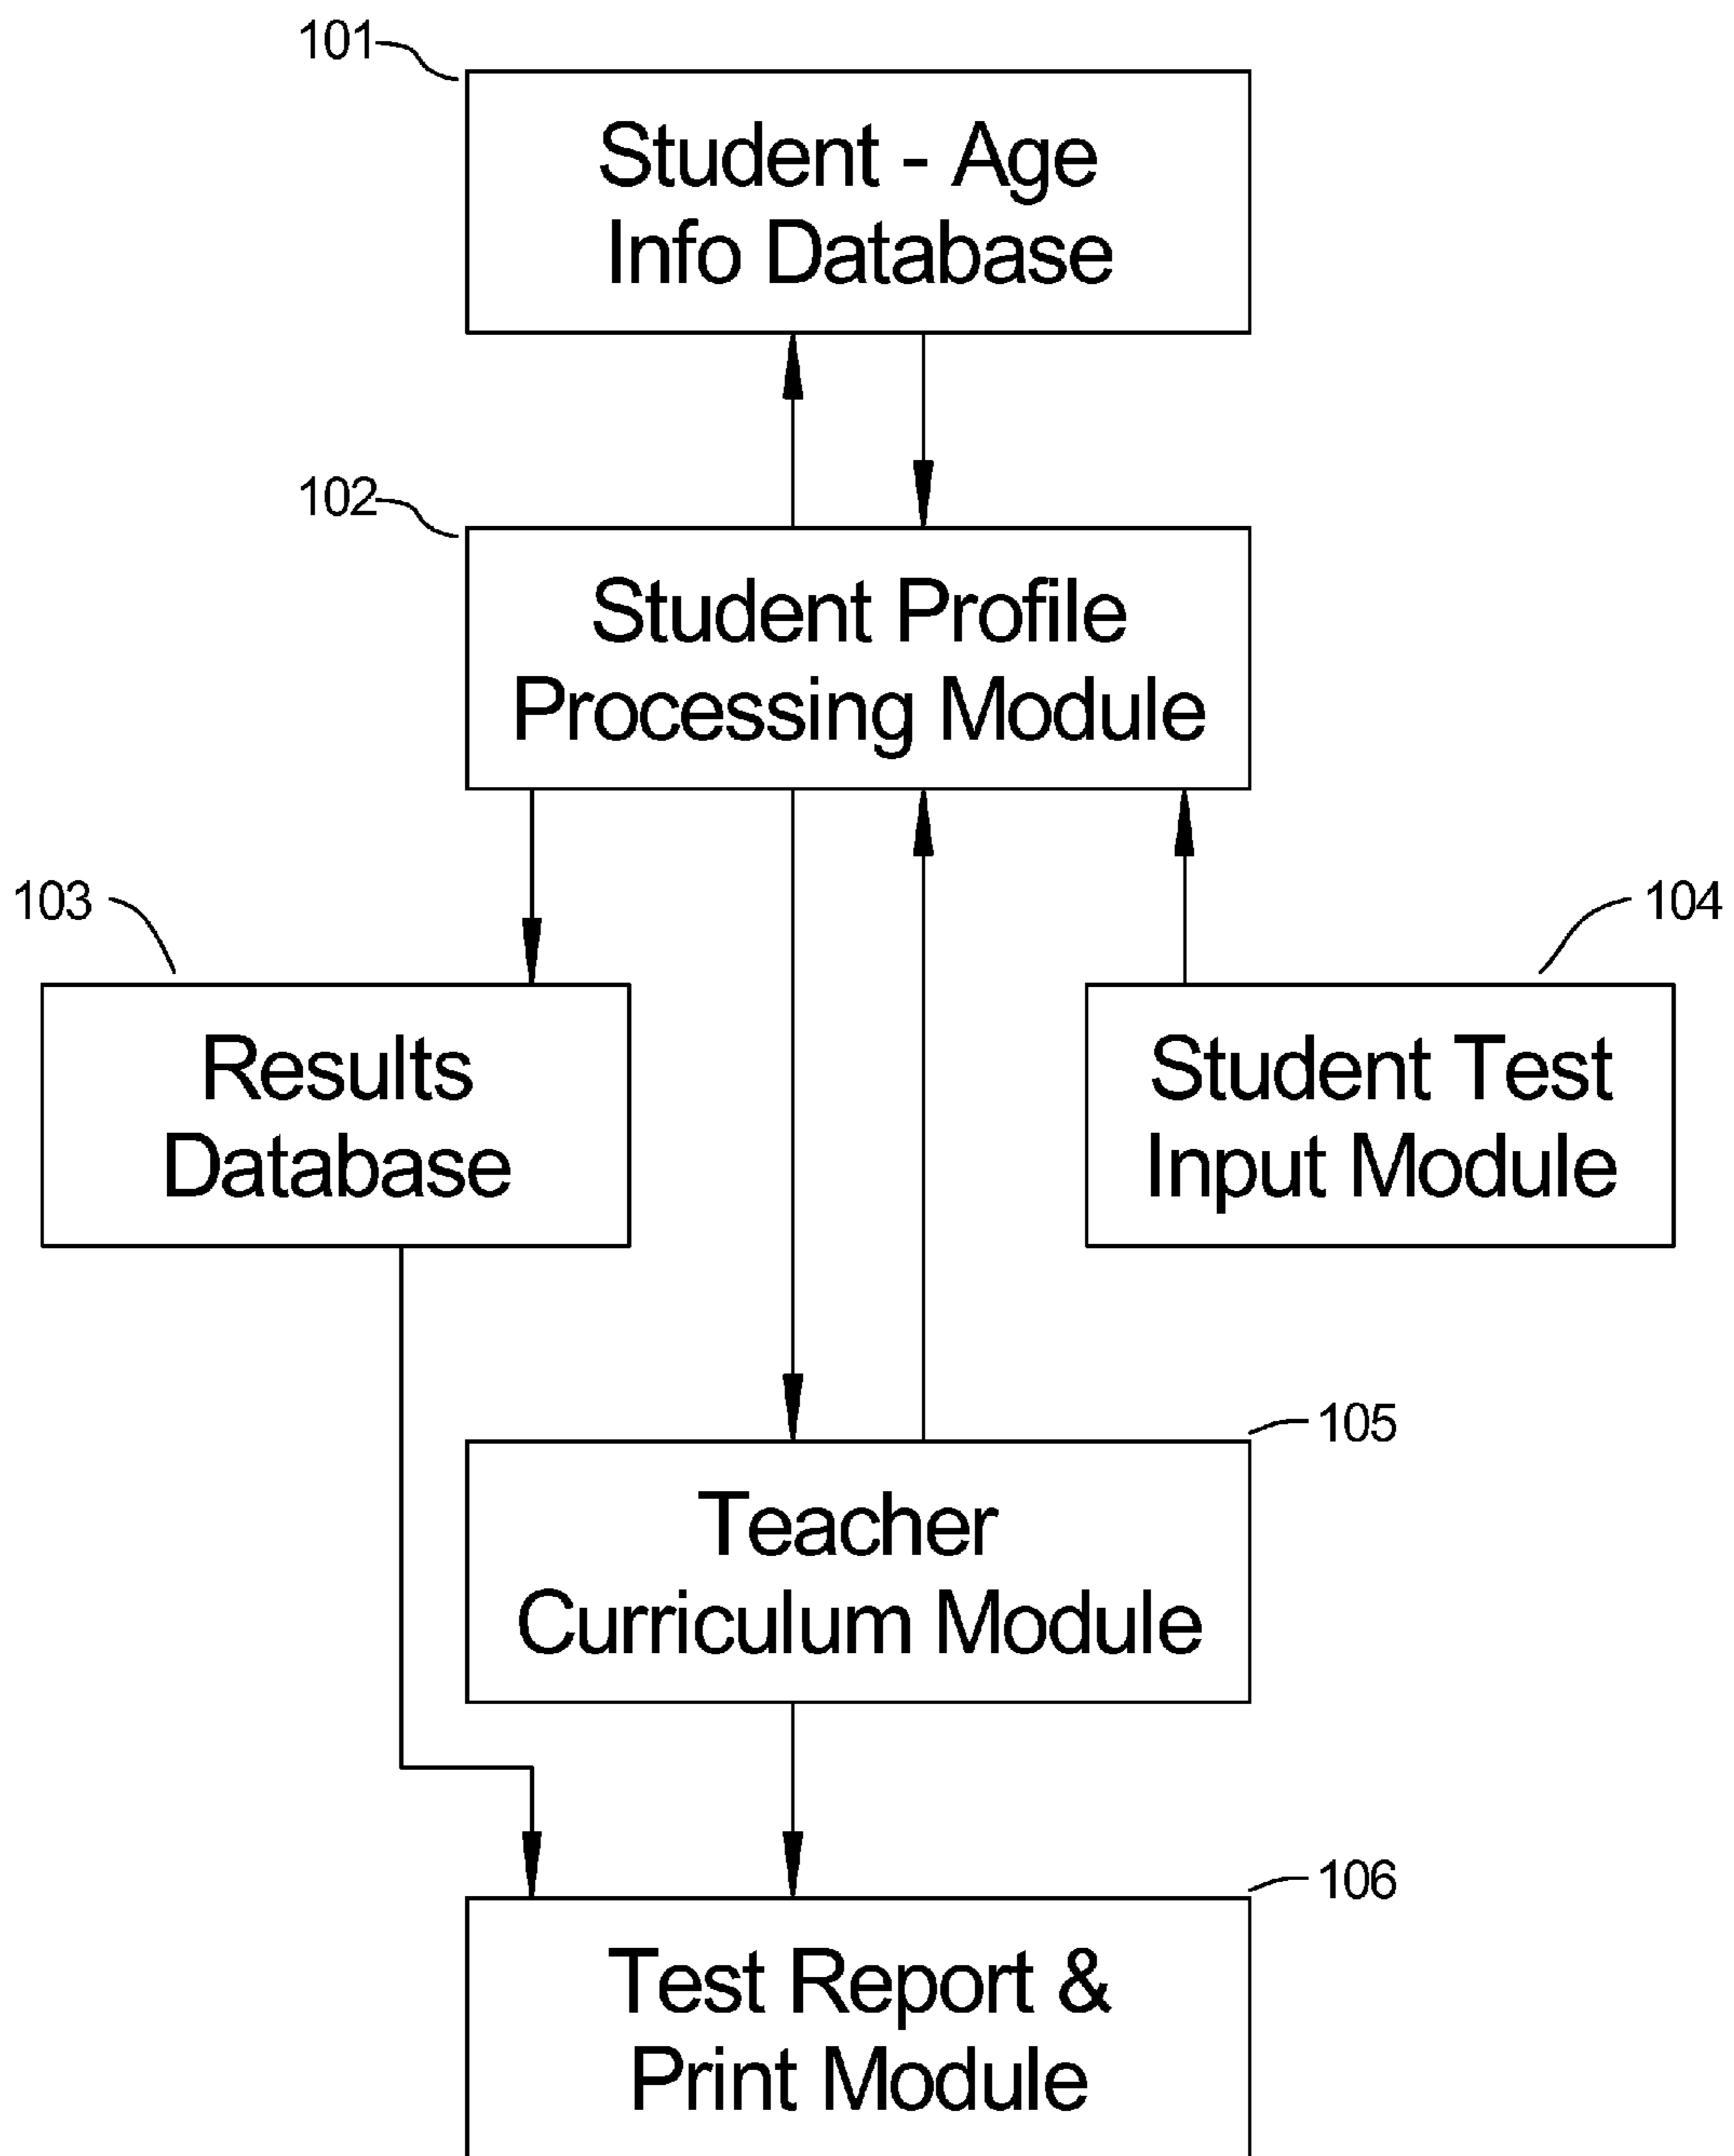 101
Student - Age
Info Database
102
Student Profile
Processing Module
103
104
Results
Database
Student Test
Input Module
105
Teacher
Curriculum Module
106
Test Report &
Print Module